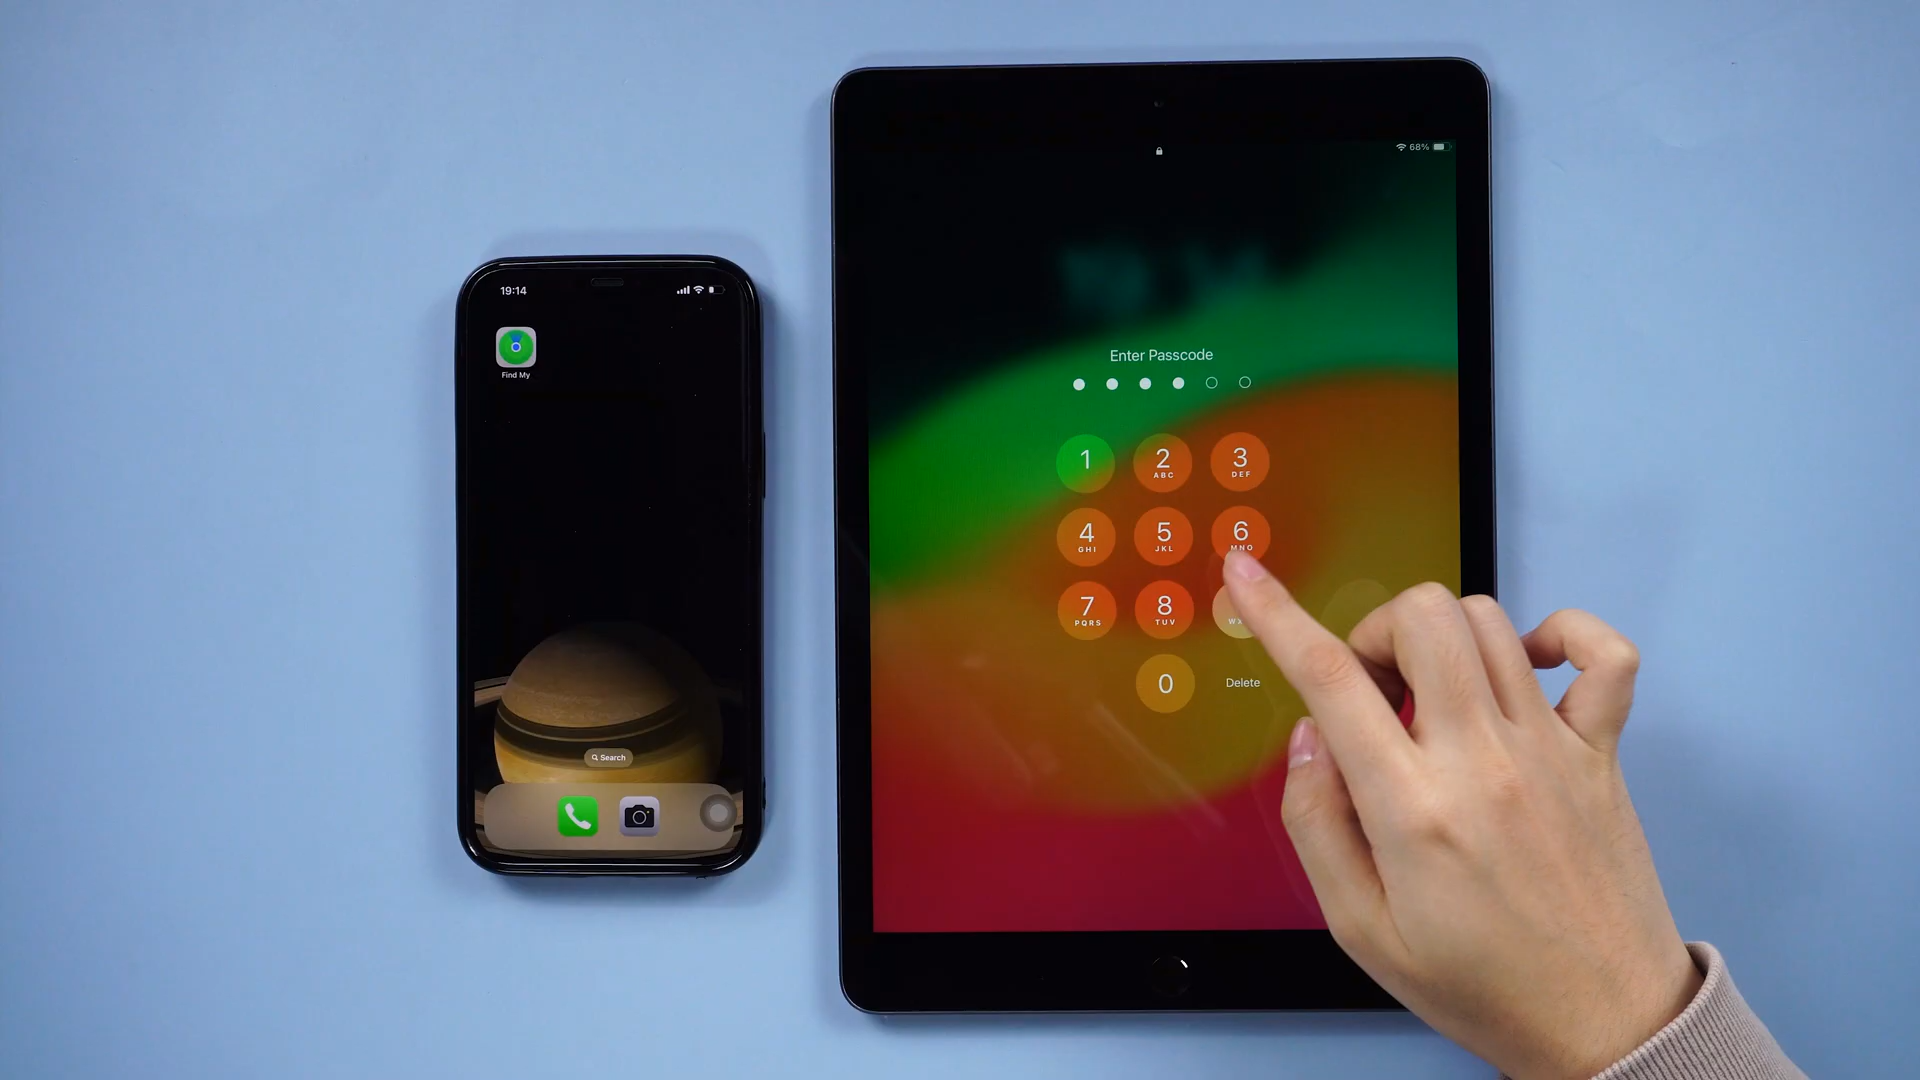 19:14
Find My
Search
68%
Enter Passcode
1
2
ABC
3
DEF
4
GHI
5
JKL
6
MNO
7
PQRS
8
TUV
0
Delete